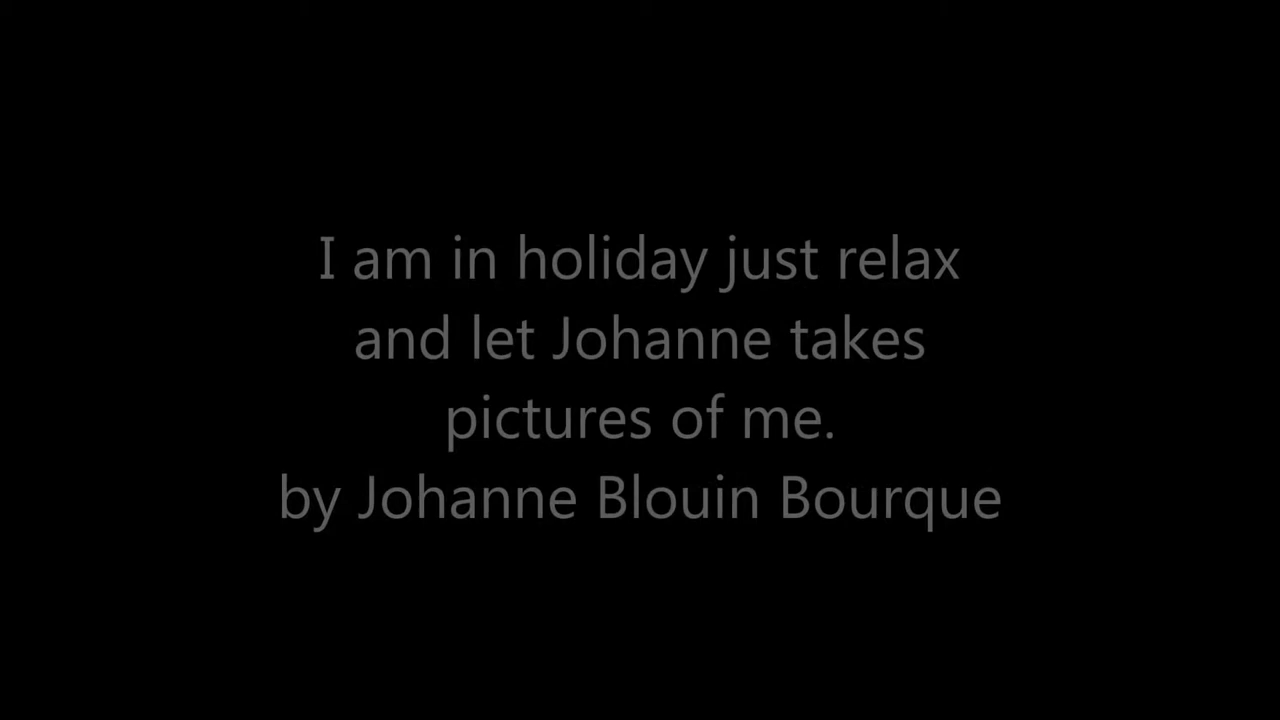 I am in holiday just relax
and let Johanne takes
pictures of me.
by Johanne Blouin Bourque